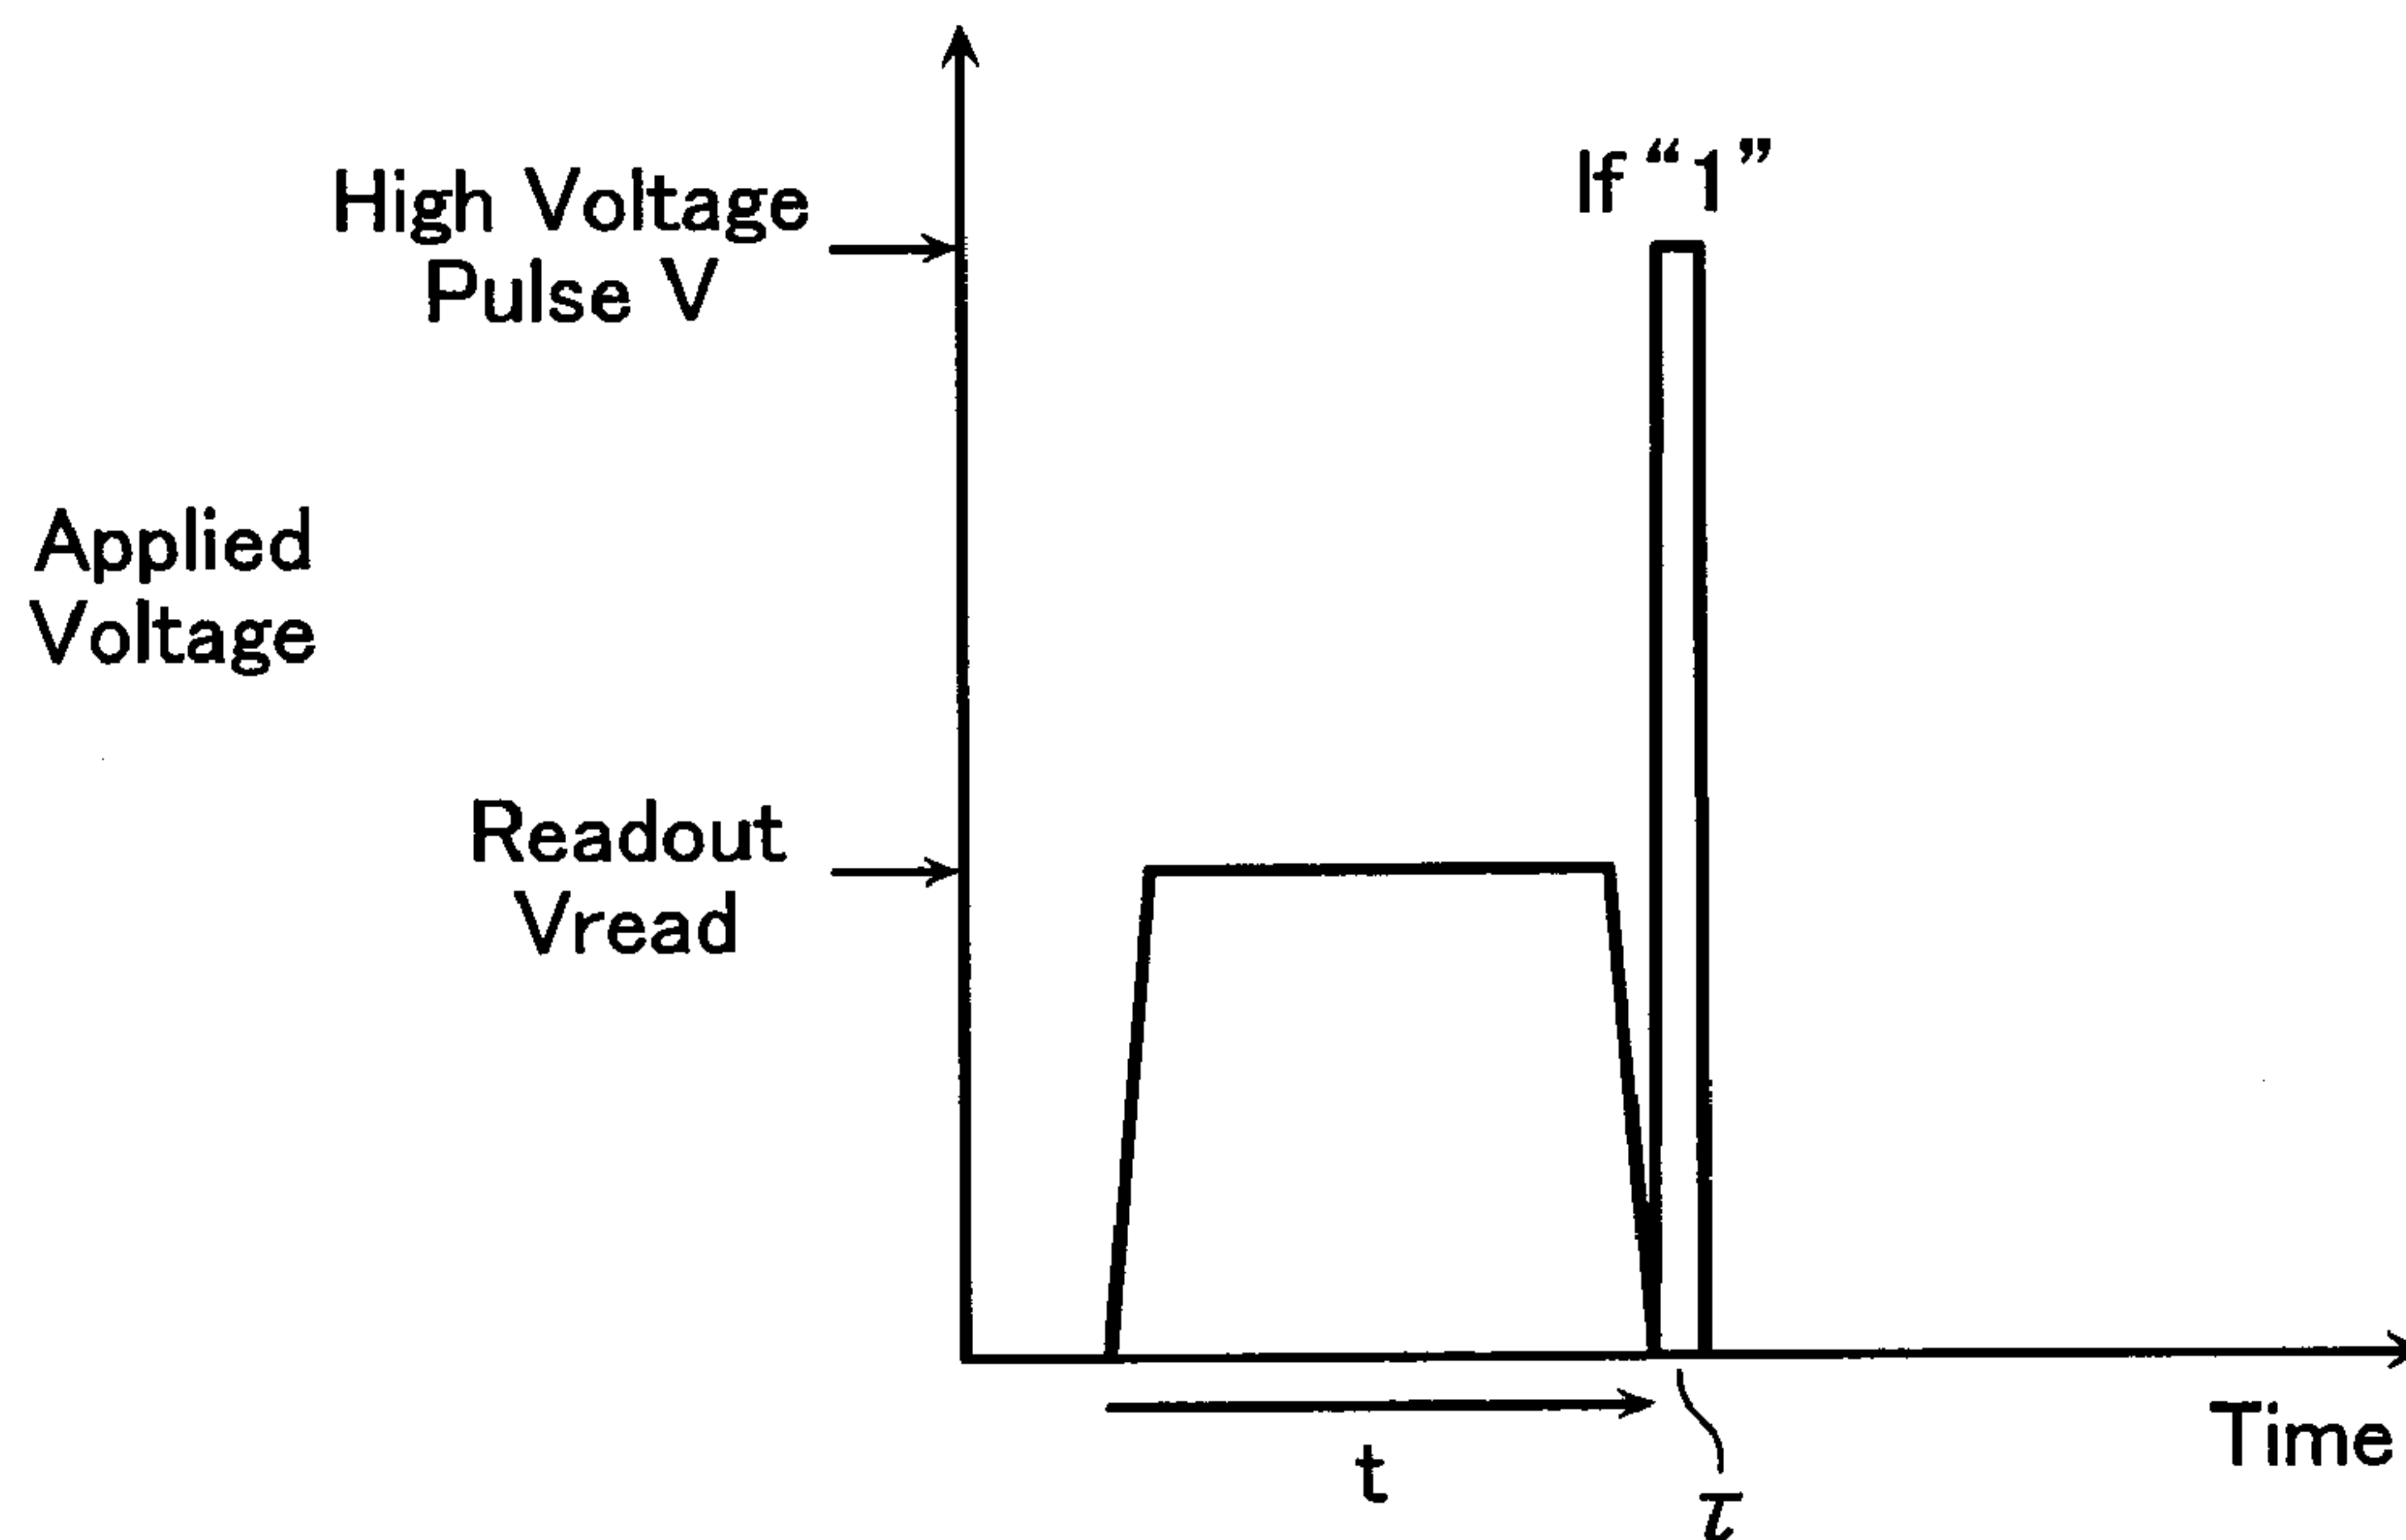 If “1”
High Voltage
Pulse V
Applied
Voltage
Readout
Vread
Time
t
τ